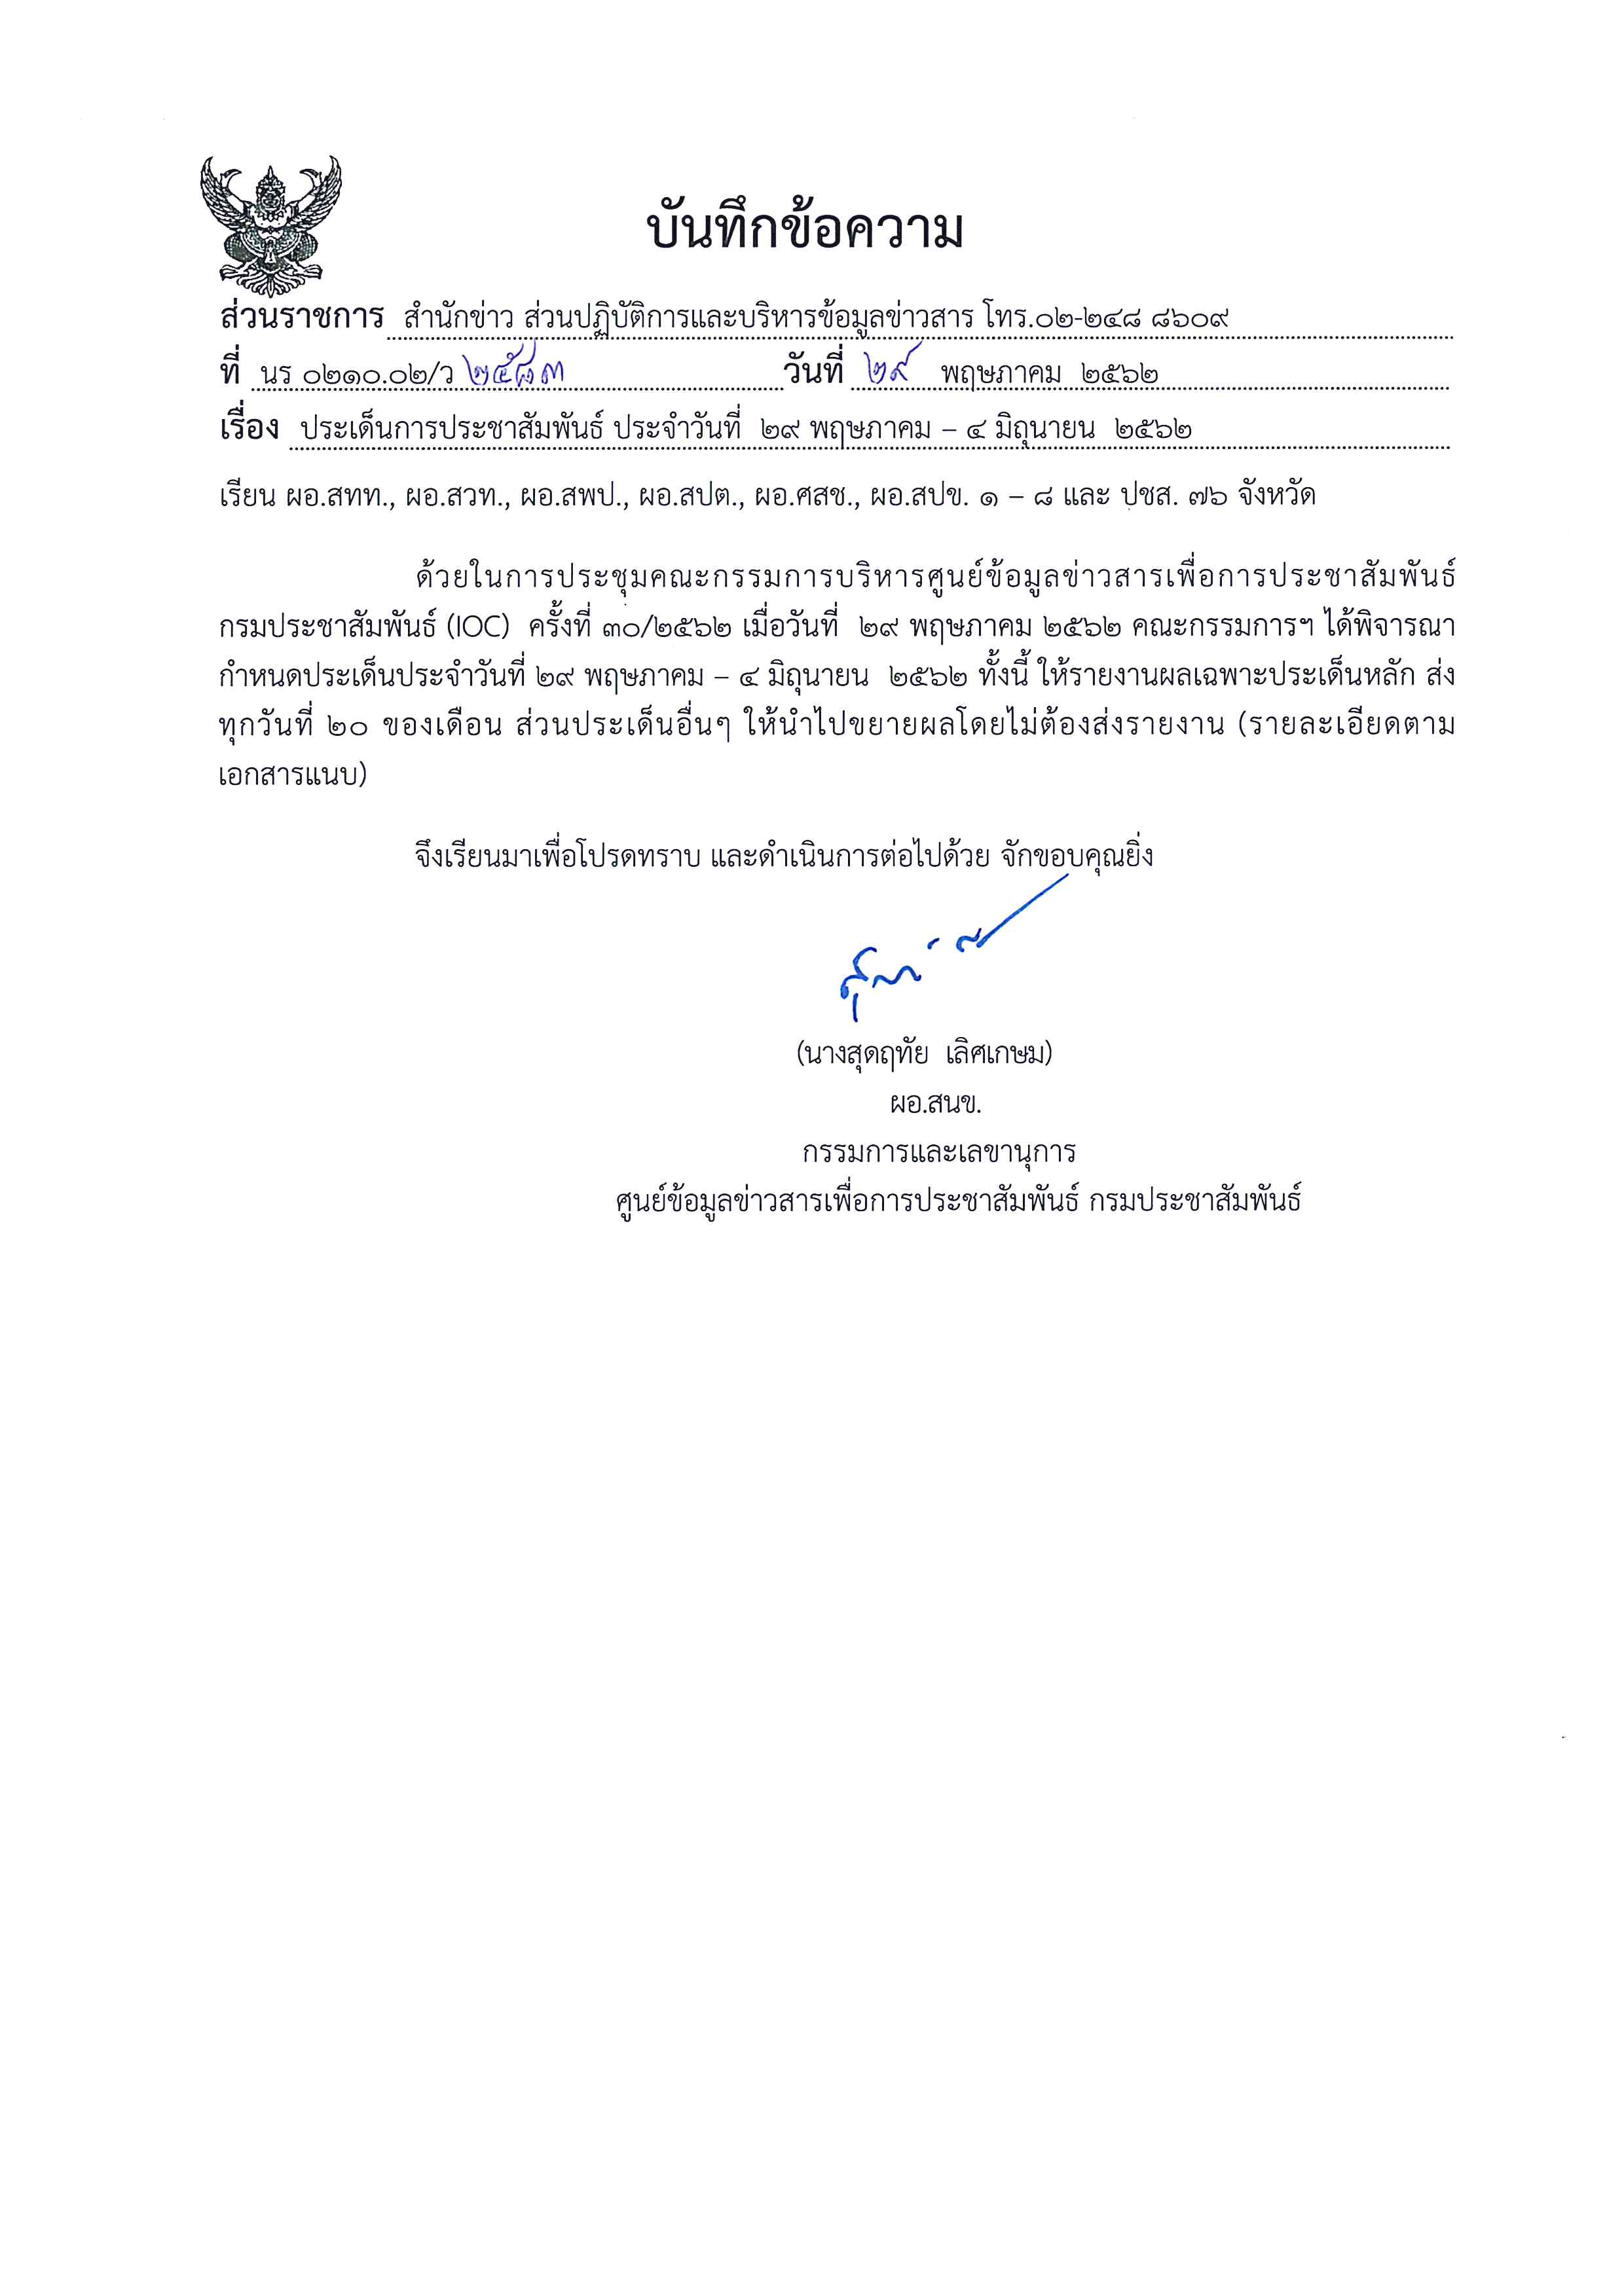 บันทึกข้อความ
ส่วนราชการ สำนักข่าว ส่วนปฏิบัติการและบริหารข้อมูลข่าวสาร โทร.๐๒-๒๔๘ ๘๖๐๙
ที่ นร ๐๒๑๐.๐๒/ว ๒๕๘๓ วันที่ ๒๙ พฤษภาคม ๒๕๖๒
เรื่อง ประเด็นการประชาสัมพันธ์ ประจำวันที่ ๒๙ พฤษภาคม – ๔ มิถุนายน ๒๕๖๒
เรียน ผอ.สทท., ผอ.สวท., ผอ.สพป., ผอ.สปต., ผอ.ศสช., ผอ.สปข. ๑ – ๘ และ ปชส. ๗๖ จังหวัด
ด้วยในการประชุมคณะกรรมการบริหารศูนย์ข้อมูลข่าวสารเพื่อการประชาสัมพันธ์
กรมประชาสัมพันธ์ (IOC) ครั้งที่ ๓๐/๒๕๖๒ เมื่อวันที่ ๒๙ พฤษภาคม ๒๕๖๒ คณะกรรมการฯ ได้พิจารณา
กำหนดประเด็นประจำวันที่ ๒๙ พฤษภาคม – ๔ มิถุนายน ๒๕๖๒ ทั้งนี้ ให้รายงานผลเฉพาะประเด็นหลัก ส่ง
ทุกวันที่ ๒๐ ของเดือน ส่วนประเด็นอื่นๆ ให้นำไปขยายผลโดยไม่ต้องส่งรายงาน (รายละเอียดตาม
เอกสารแนบ)
จึงเรียนมาเพื่อโปรดทราบ และดำเนินการต่อไปด้วย จักขอบคุณยิ่ง
(นางสุดฤทัย เลิศเกษม)
ผอ.สนข.
กรรมการและเลขานุการ
ศูนย์ข้อมูลข่าวสารเพื่อการประชาสัมพันธ์ กรมประชาสัมพันธ์